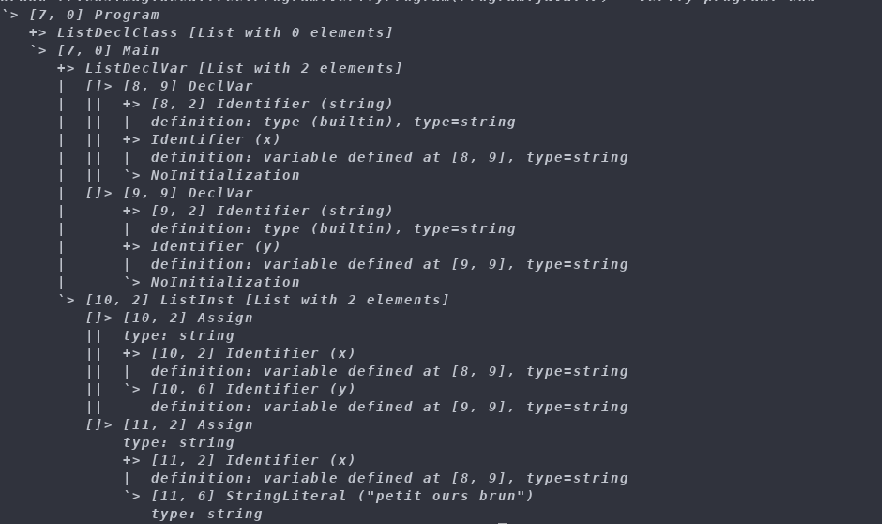 `> [7, 0] Program
+> ListDeclClass [List with 0 elements]
`> [7, 0] Main
+> ListDeclVar [List with 2 elements]
|  []> [8, 9] DeclVar
|  ||  +> [8, 2] Identifier (string)
|  ||  |  definition: type (builtin), type=string
|  ||  +> Identifier (x)
|  ||  |  definition: variable defined at [8, 9], type=string
|  ||  `> NoInitialization
|  []> [9, 9] DeclVar
|      +> [9, 2] Identifier (string)
|      |  definition: type (builtin), type=string
|      +> Identifier (y)
|      |  definition: variable defined at [9, 9], type=string
|      `> NoInitialization
`> [10, 2] ListInst [List with 2 elements]
[]> [10, 2] Assign
||  type: string
||  +> [10, 2] Identifier (x)
||  |  definition: variable defined at [8, 9], type=string
||  `> [10, 6] Identifier (y)
||     definition: variable defined at [9, 9], type=string
[]> [11, 2] Assign
type: string
+> [11, 2] Identifier (x)
|  definition: variable defined at [8, 9], type=string
`> [11, 6] StringLiteral ("petit ours brun")
type: string